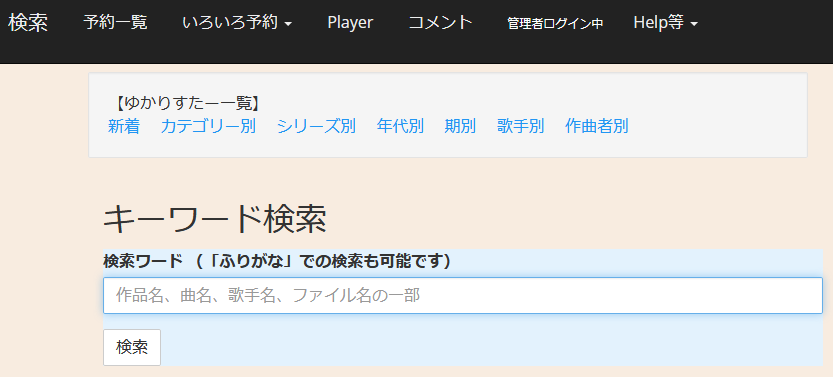 検索 予約一覧 いろいろ予約 Player コメント 管理者ログイン中 Help等
【ゆかりすたー一覧】
新着 カテゴリー別 シリーズ別 年代別 期別 歌手別 作曲者別
キーワード検索
検索ワード （「ふりがな」での検索も可能です）
作品名、曲名、歌手名、ファイル名の一部
検索